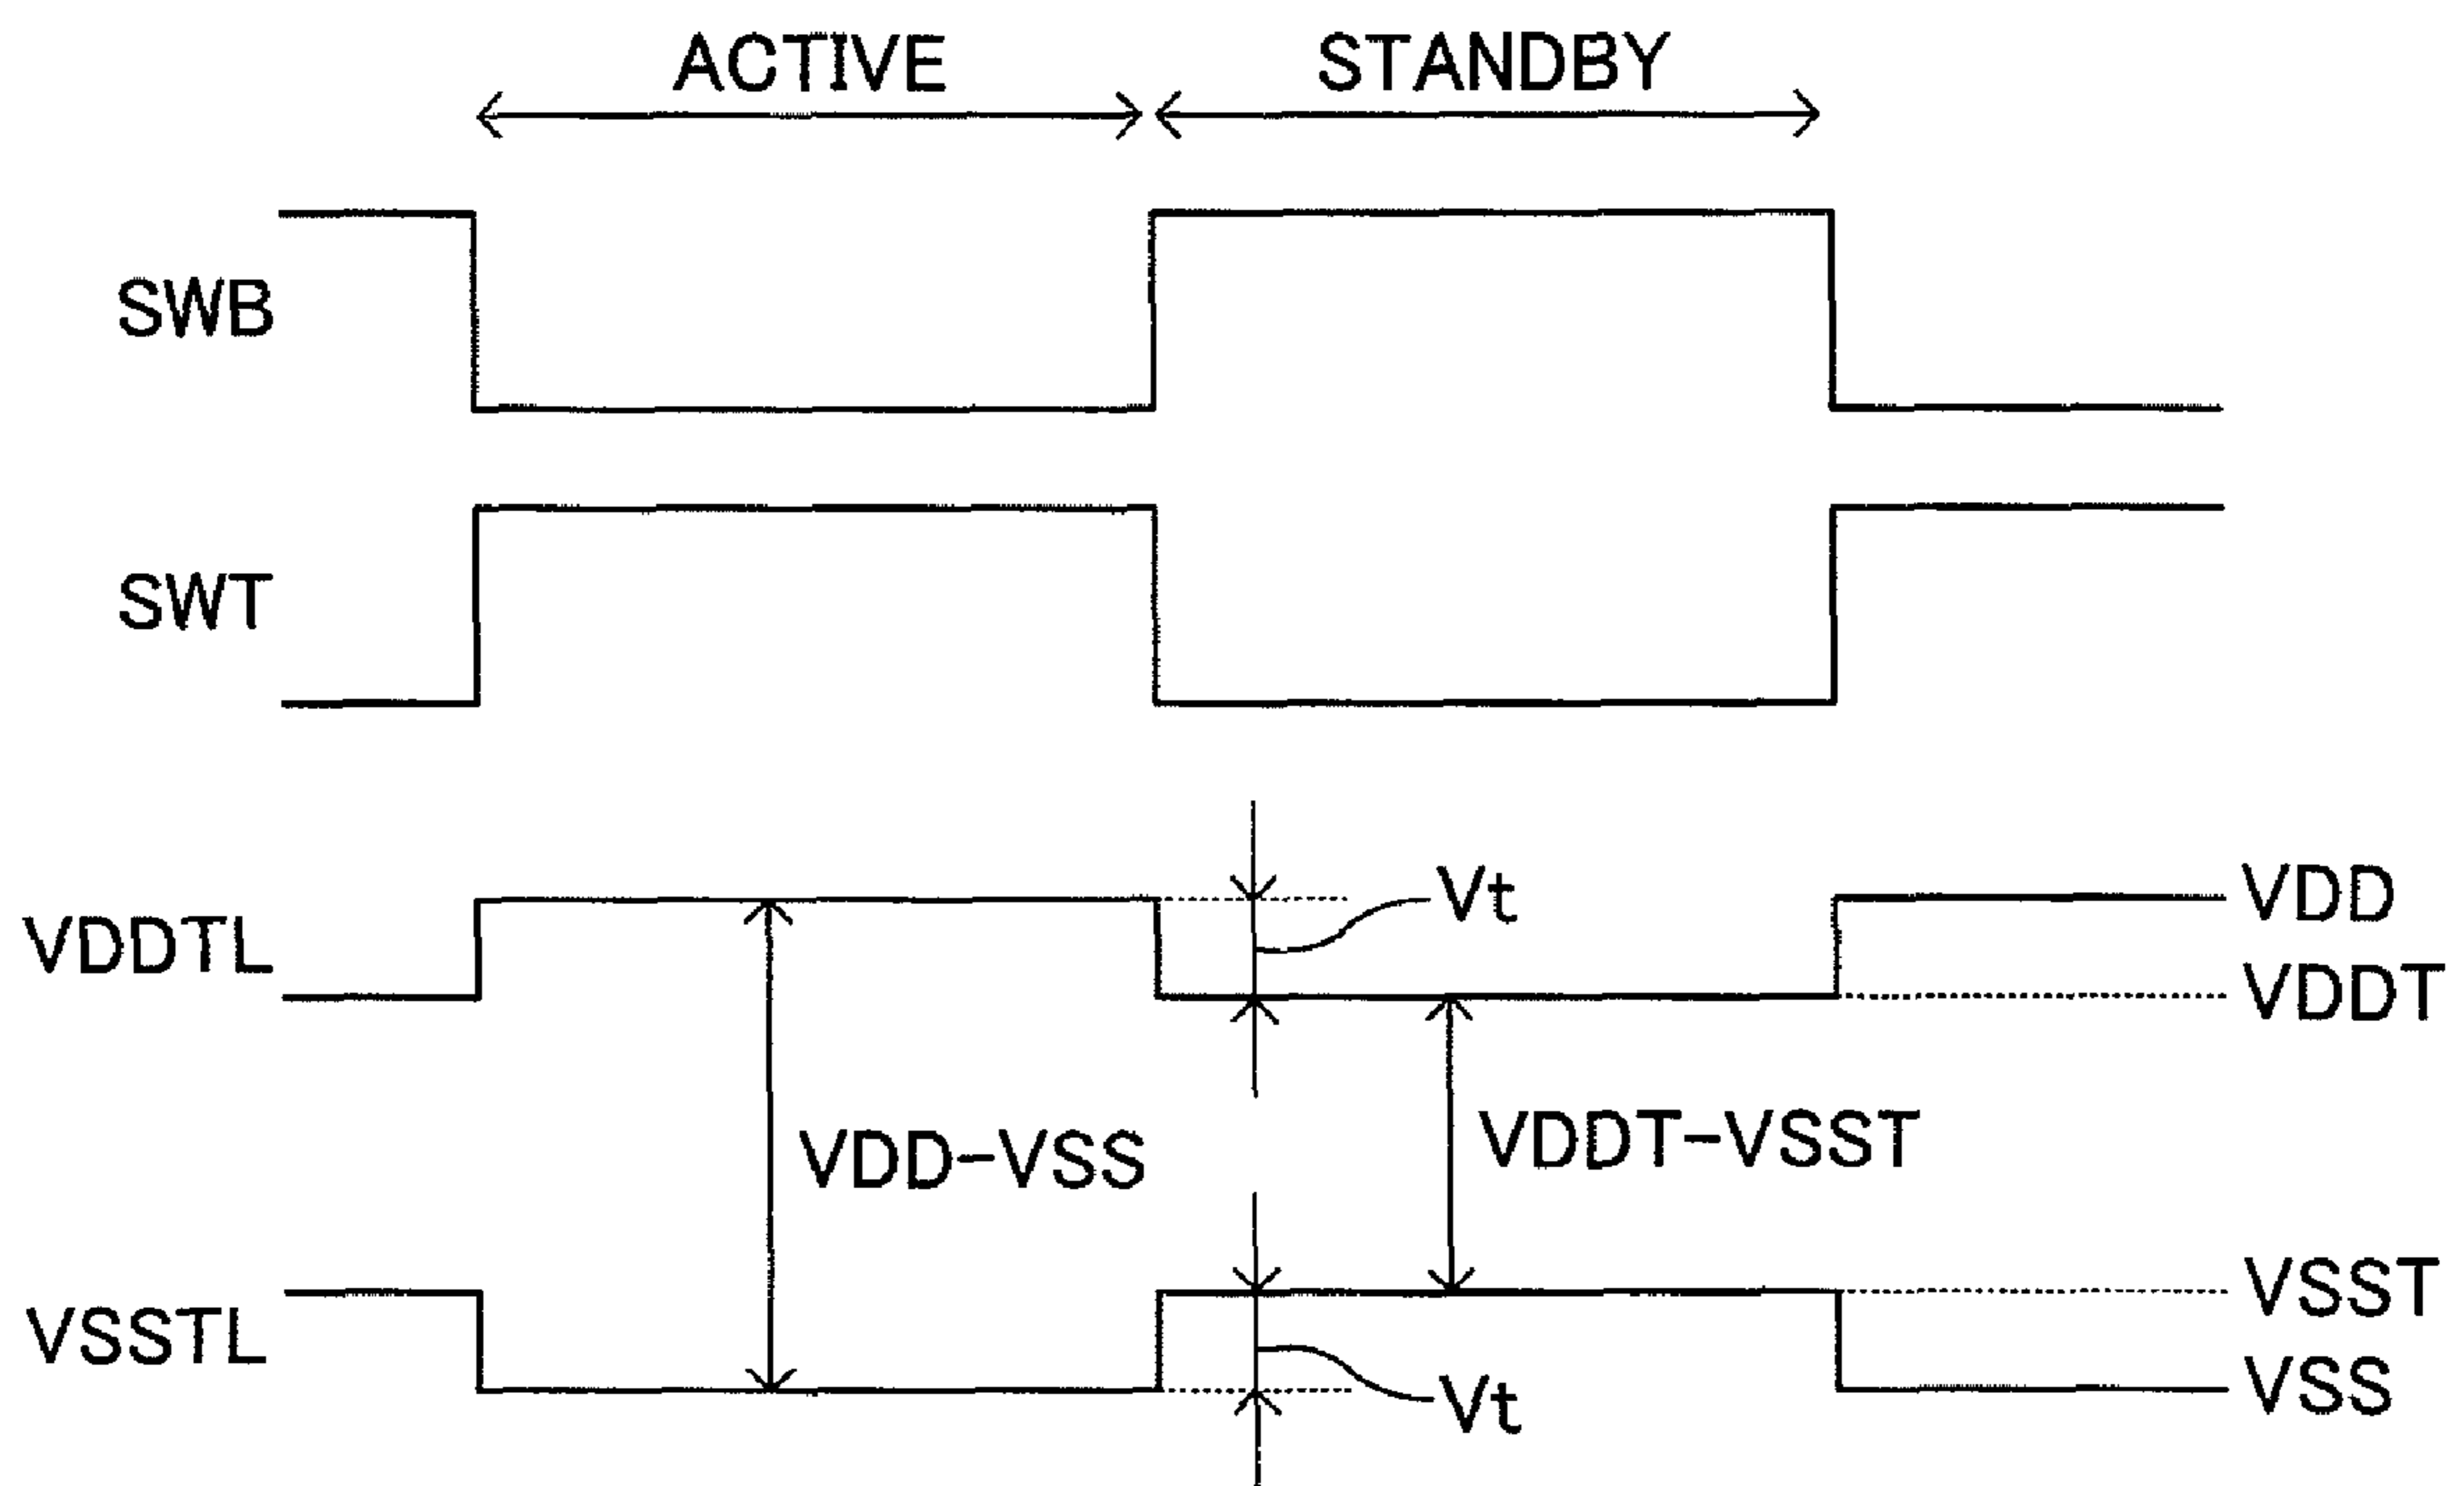 ACTIVE STANDBY
SWB
SWT
Vt
VDD
VDDTL
VDDT
VDD-VSS
VDDT-VSST
VSST
VSSTL
VSS
Vt